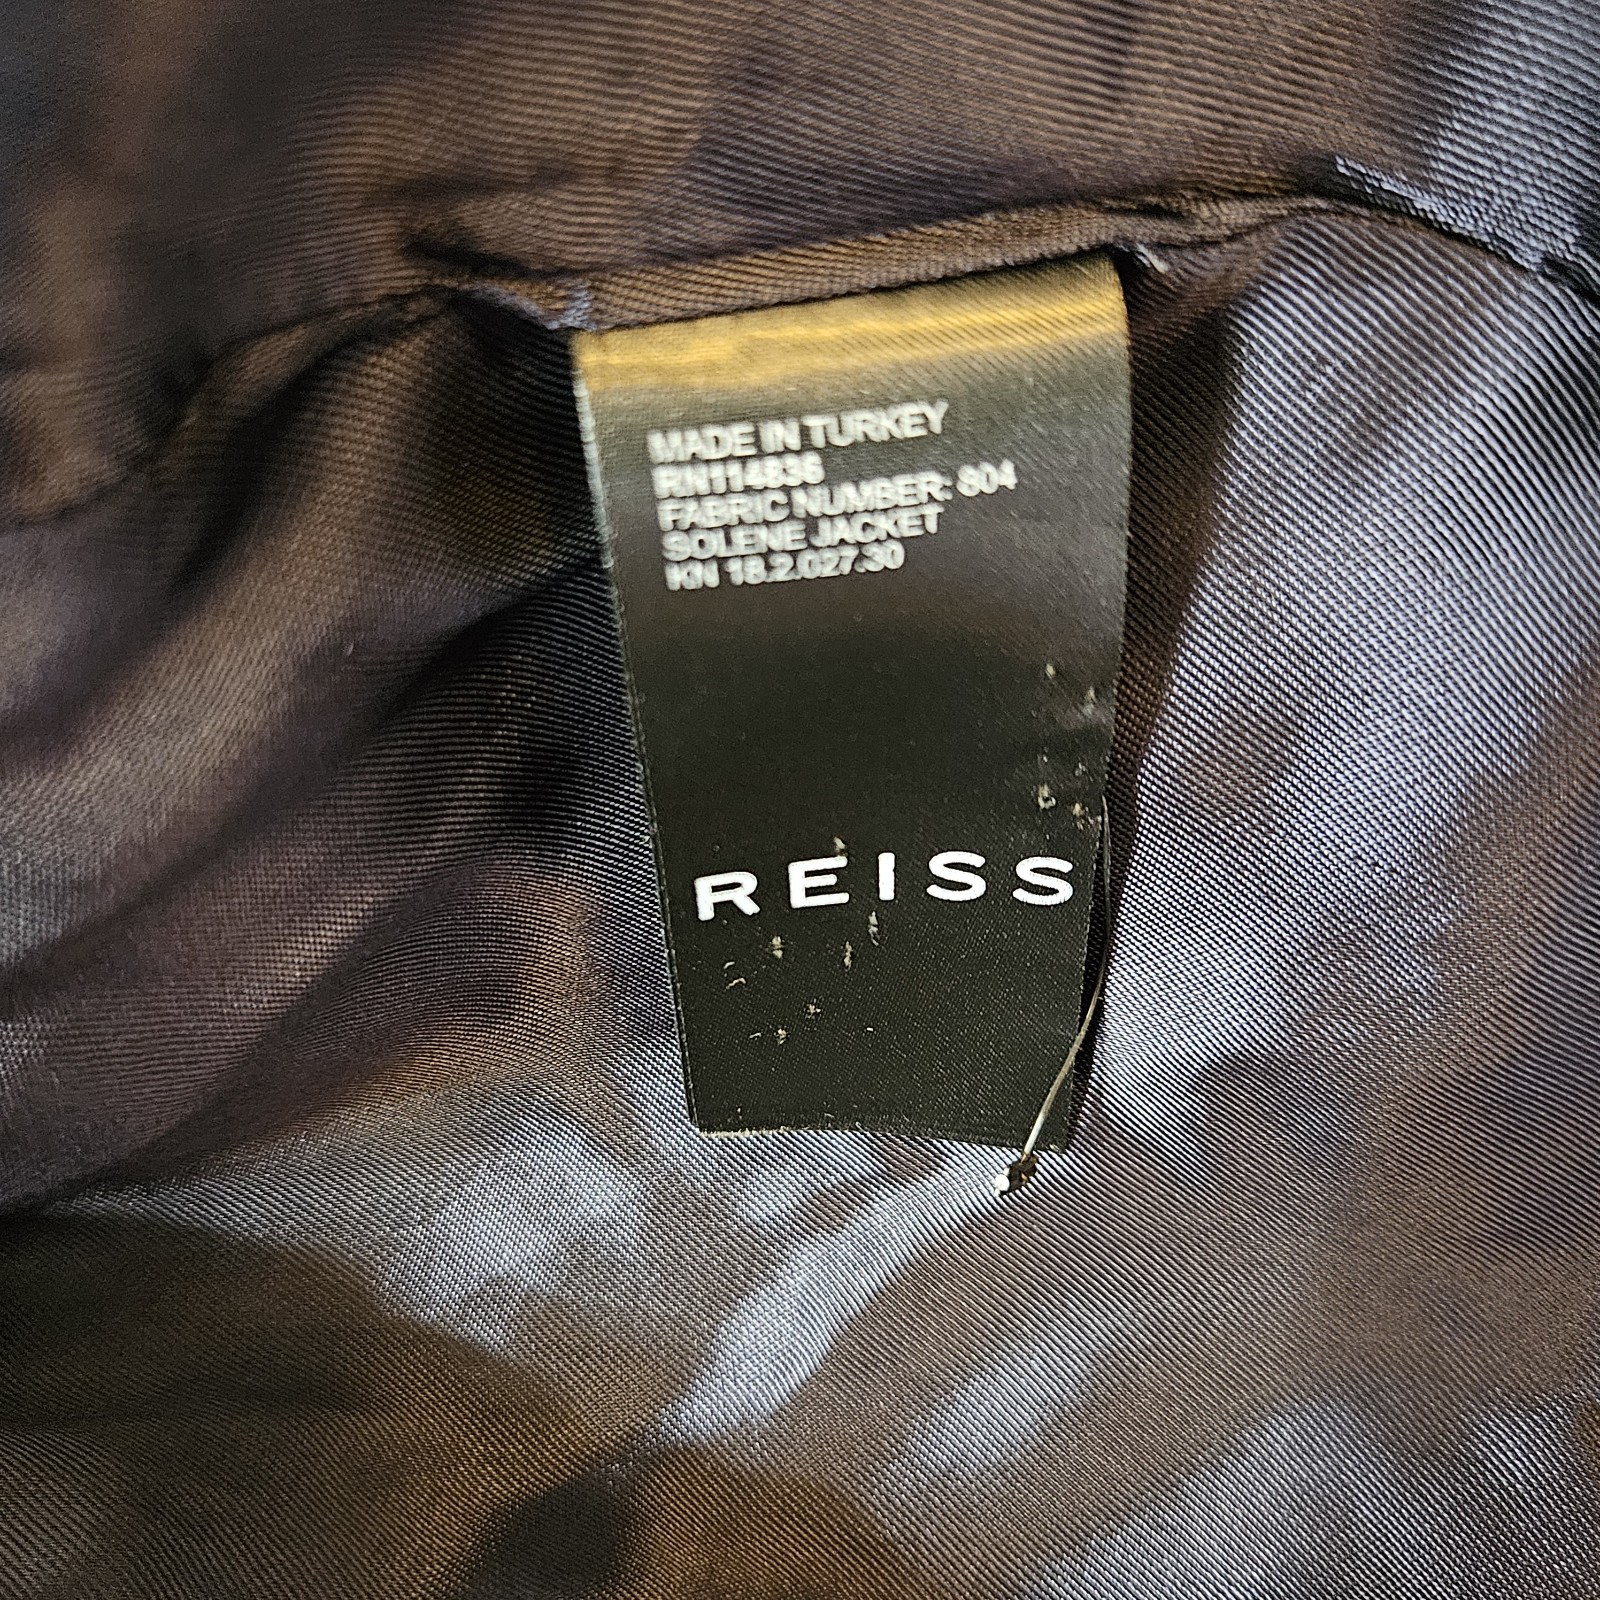 MADE IN TURKEY
RN114836
FABRIC NUMBER: 804
SOLENE JACKET
KN 18.2.027.30
REISS